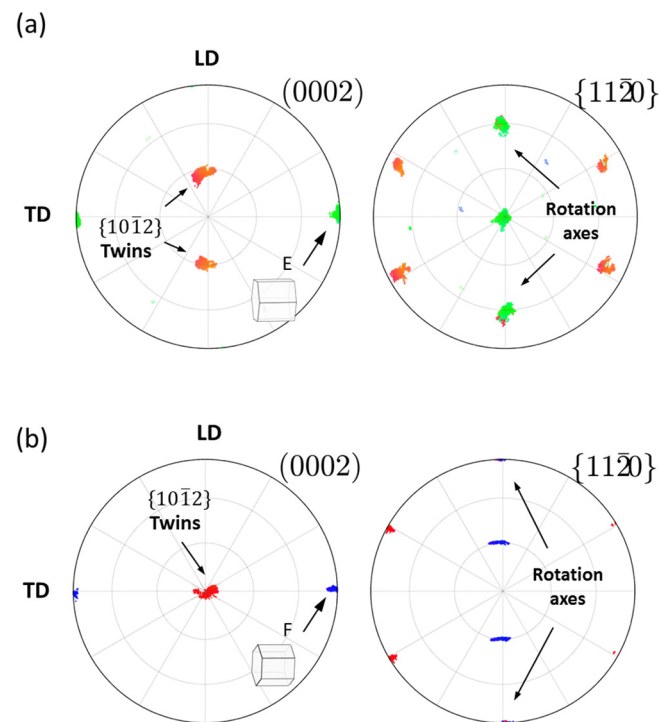 (a)
LD
(0002)
{112̄0}
TD
{101̄2}
Twins
E
Rotation
axes
(b)
LD
(0002)
{112̄0}
{101̄2}
Twins
TD
F
Rotation
axes